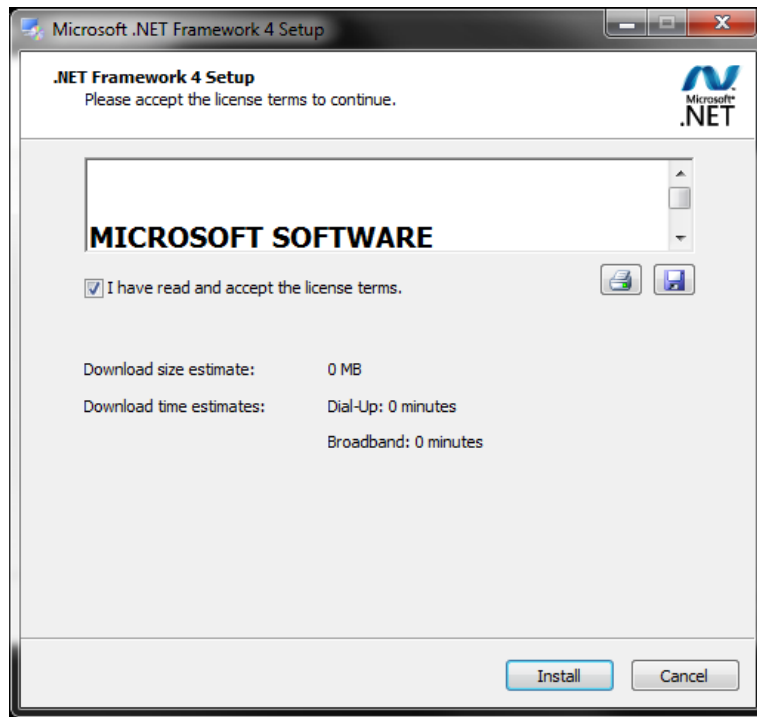 Microsoft .NET Framework 4 Setup
.NET Framework 4 Setup
Please accept the license terms to continue.
Microsoft
.NET
MICROSOFT SOFTWARE
I have read and accept the license terms.
Download size estimate: 0 MB
Download time estimates: Dial-Up: 0 minutes
Broadband: 0 minutes
Install Cancel